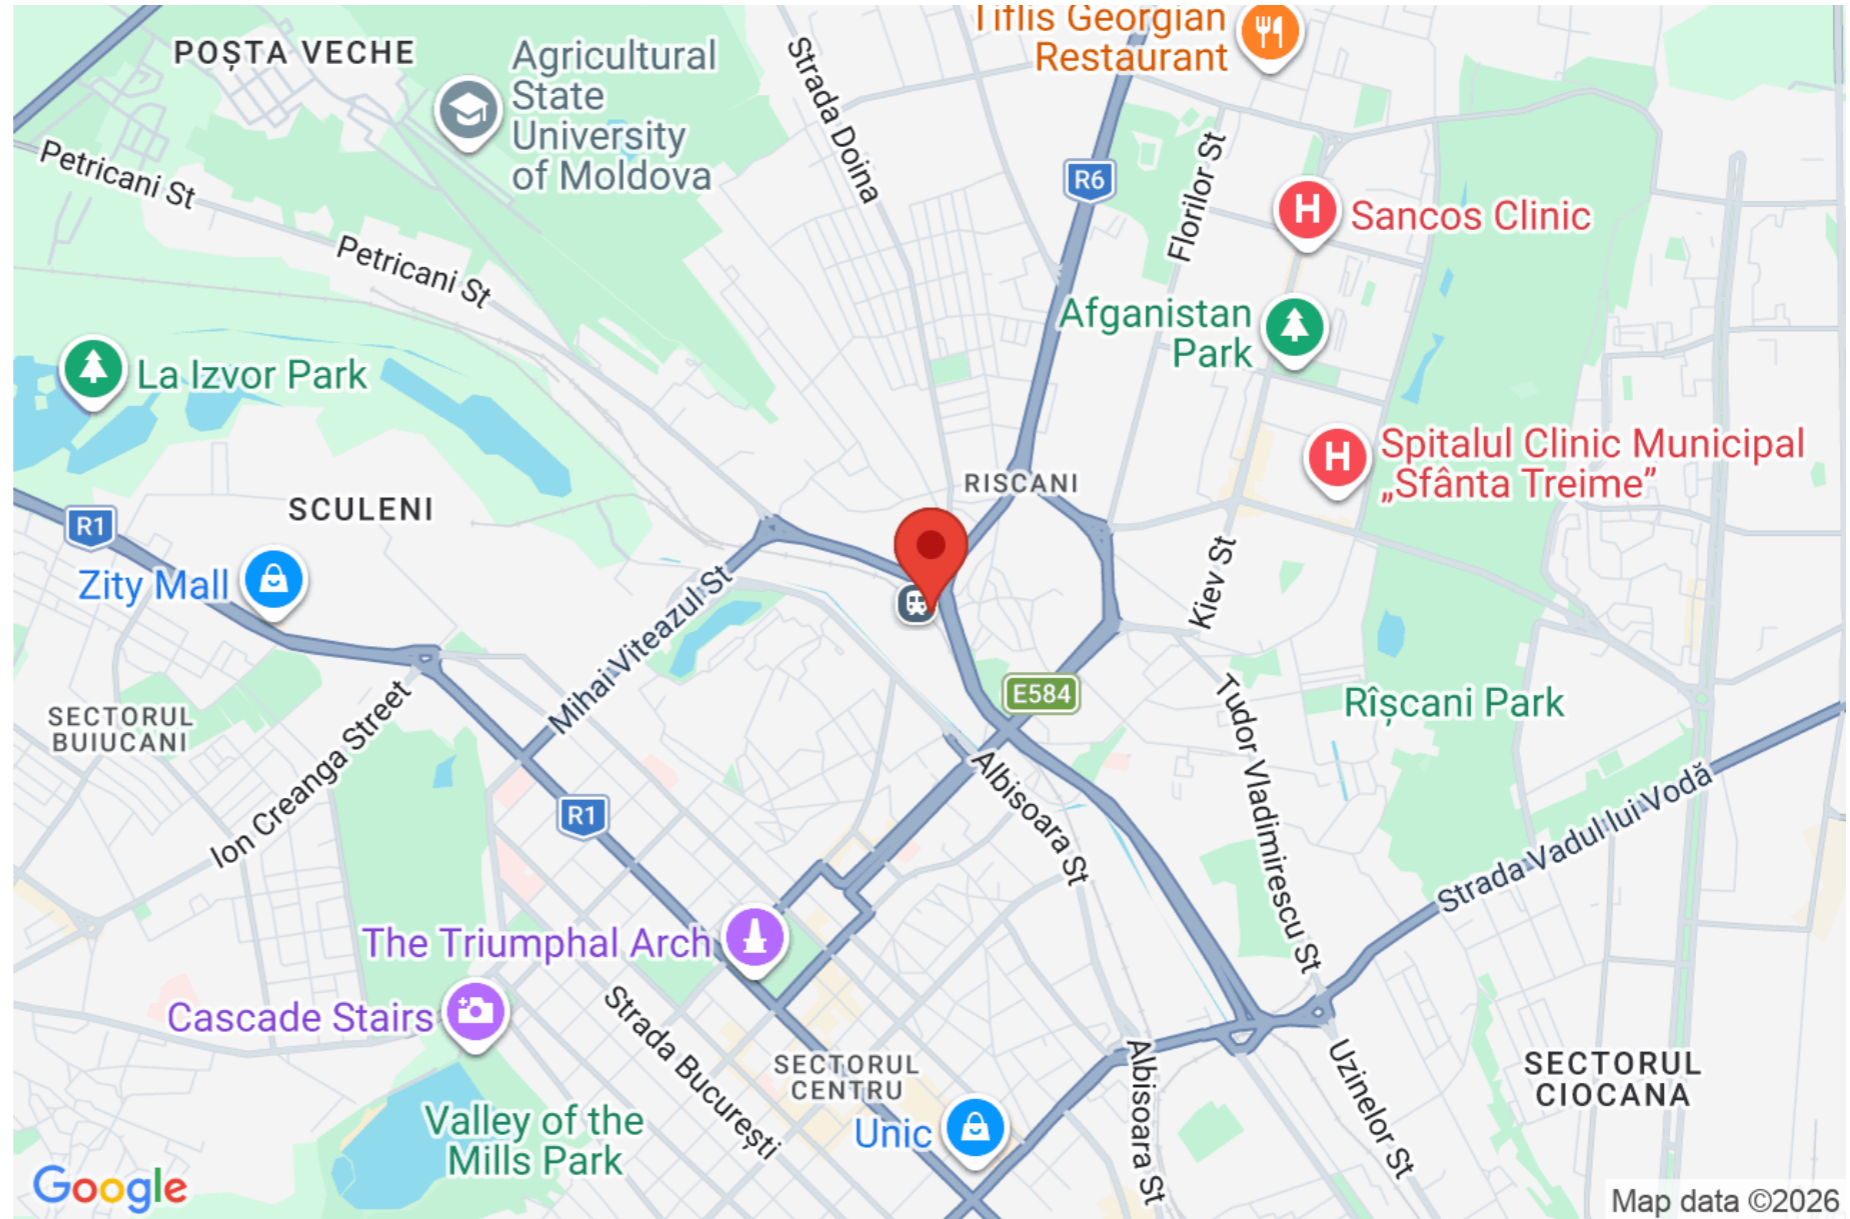 Tiflis Georgian
Restaurant
POȘTA VECHE
Agricultural
State
University
of Moldova
Strada Doina
Petricani St
R6
Florilor St
Sancos Clinic
Petricani St
Afganistan
Park
La Izvor Park
Spitalul Clinic Municipal
„Sfânta Treime”
RISCANI
SCULENI
R1
Zity Mall
Kiev St
Mihai Viteazul St
E584
Rîșcani Park
SECTORUL
BUIUCANI
Ion Creanga Street
Tudor Vladimirescu St
Albisoara St
R1
Strada Vadul lui Vodă
The Triumphal Arch
Cascade Stairs
Strada București
SECTORUL
CENTRU
Albisoara St
Uzinelor St
SECTORUL
CIOCANA
Valley of the
Mills Park
Unic
Google
Map data ©2026